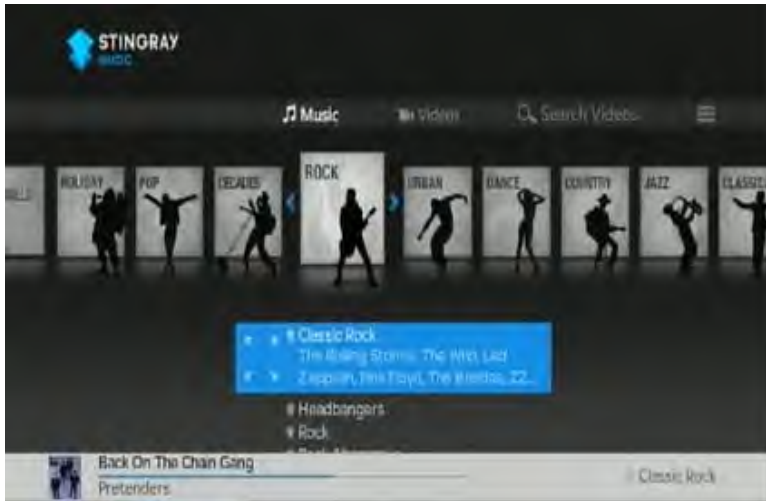 STINGRAY
MUSIC
Music
Videos
Search Videos
HOLIDAY
POP
DECADES
ROCK
URBAN
DANCE
COUNTRY
JAZZ
CLASSIC
Classic Rock
The Rolling Stones, The Who, Led
Zeppelin, Pink Floyd, The Beatles, ZZ...
Headbangers
Rock
Back On The Chain Gang
Pretenders
Classic Rock